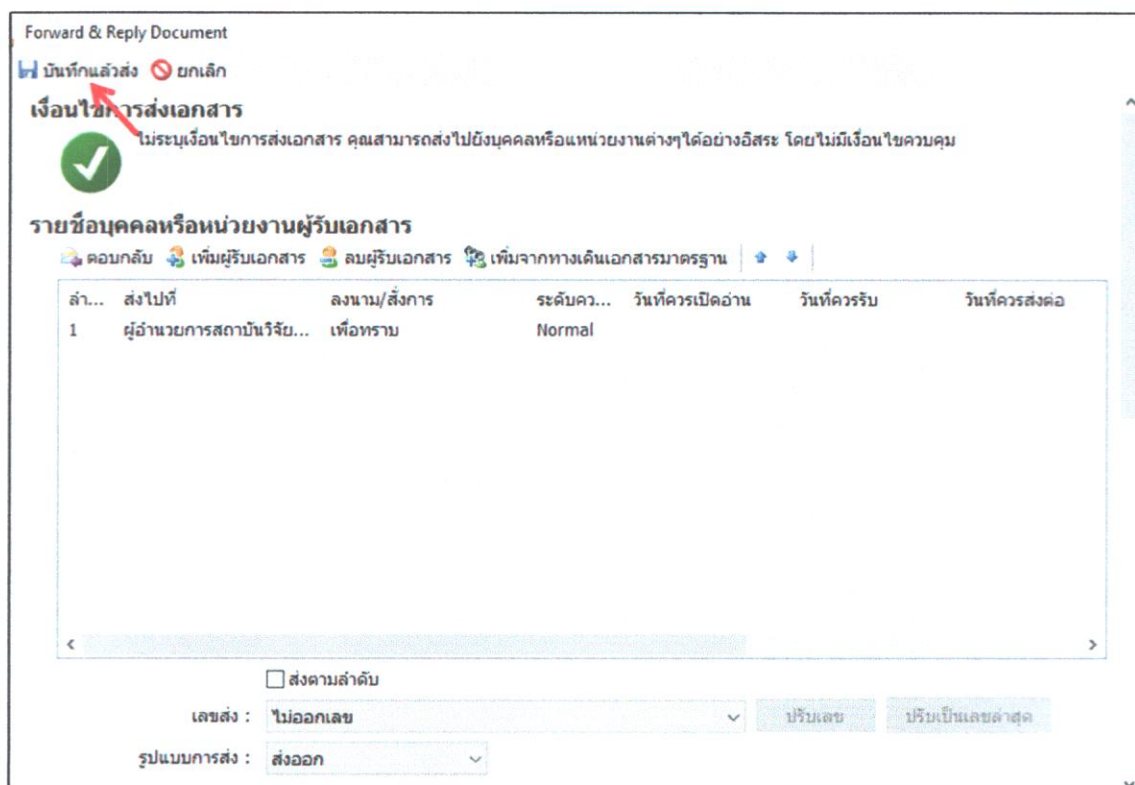 Forward & Reply Document
บันทึกแล้วส่ง ยกเลิก
เงื่อนไขการส่งเอกสาร
ไม่ระบุเงื่อนไขการส่งเอกสาร คุณสามารถส่งไปยังบุคคลหรือแหน่วยงานต่างๆได้อย่างอิสระ โดยไม่มีเงื่อนไขควบคุม
รายชื่อบุคคลหรือหน่วยงานผู้รับเอกสาร
ตอบกลับ เพิ่มผู้รับเอกสาร ลบผู้รับเอกสาร เพิ่มจากทางเดินเอกสารมาตรฐาน
ลำ... ส่งไปที่ ลงนาม/สั่งการ ระดับคว... วันที่ควรเปิดอ่าน วันที่ควรรับ วันที่ควรส่งต่อ
1 ผู้อำนวยการสถาบันวิจัย... เพื่อทราบ Normal
ส่งตามลำดับ
เลขส่ง : ไม่ออกเลข ปรับเลข ปรับเป็นเลขล่าสุด
รูปแบบการส่ง : ส่งออก